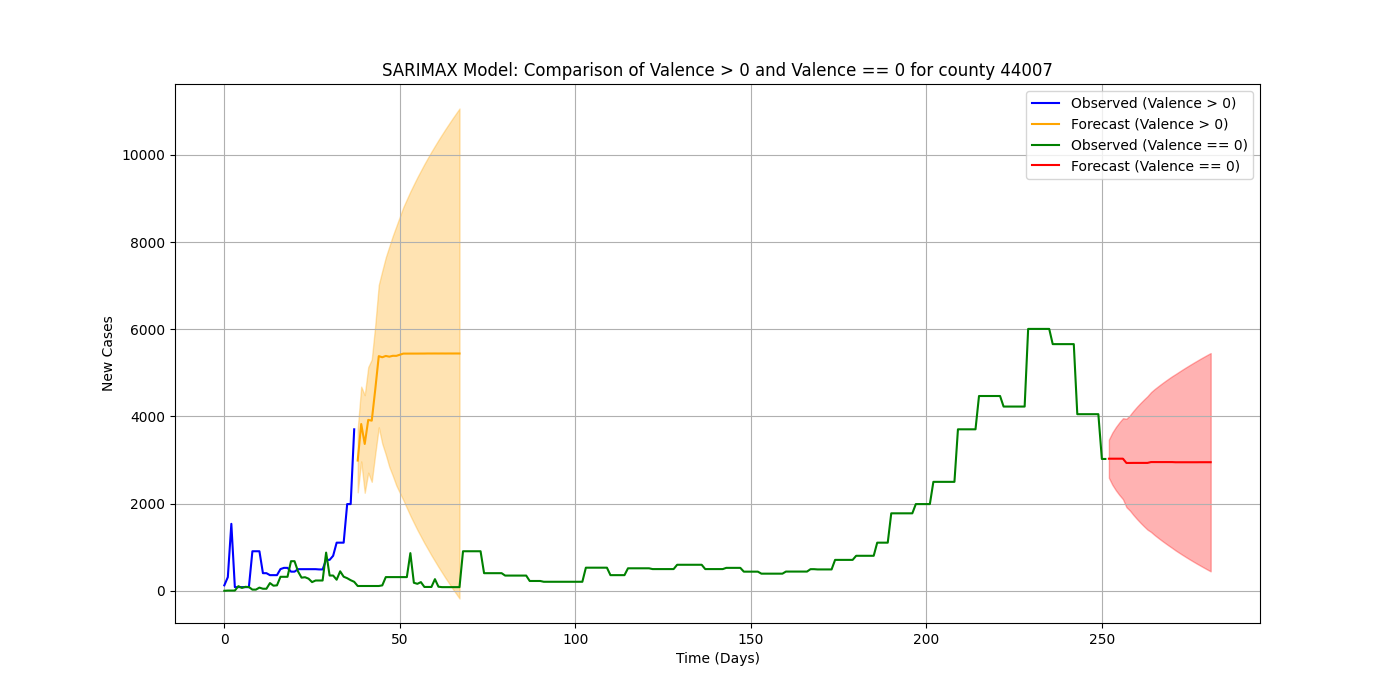 SARIMAX Model: Comparison of Valence > 0 and Valence == 0 for county 44007
Observed (Valence > 0)
Forecast (Valence > 0)
Observed (Valence == 0)
Forecast (Valence == 0)
New Cases
10000
8000
6000
4000
2000
0
0 50 100 150 200 250
Time (Days)